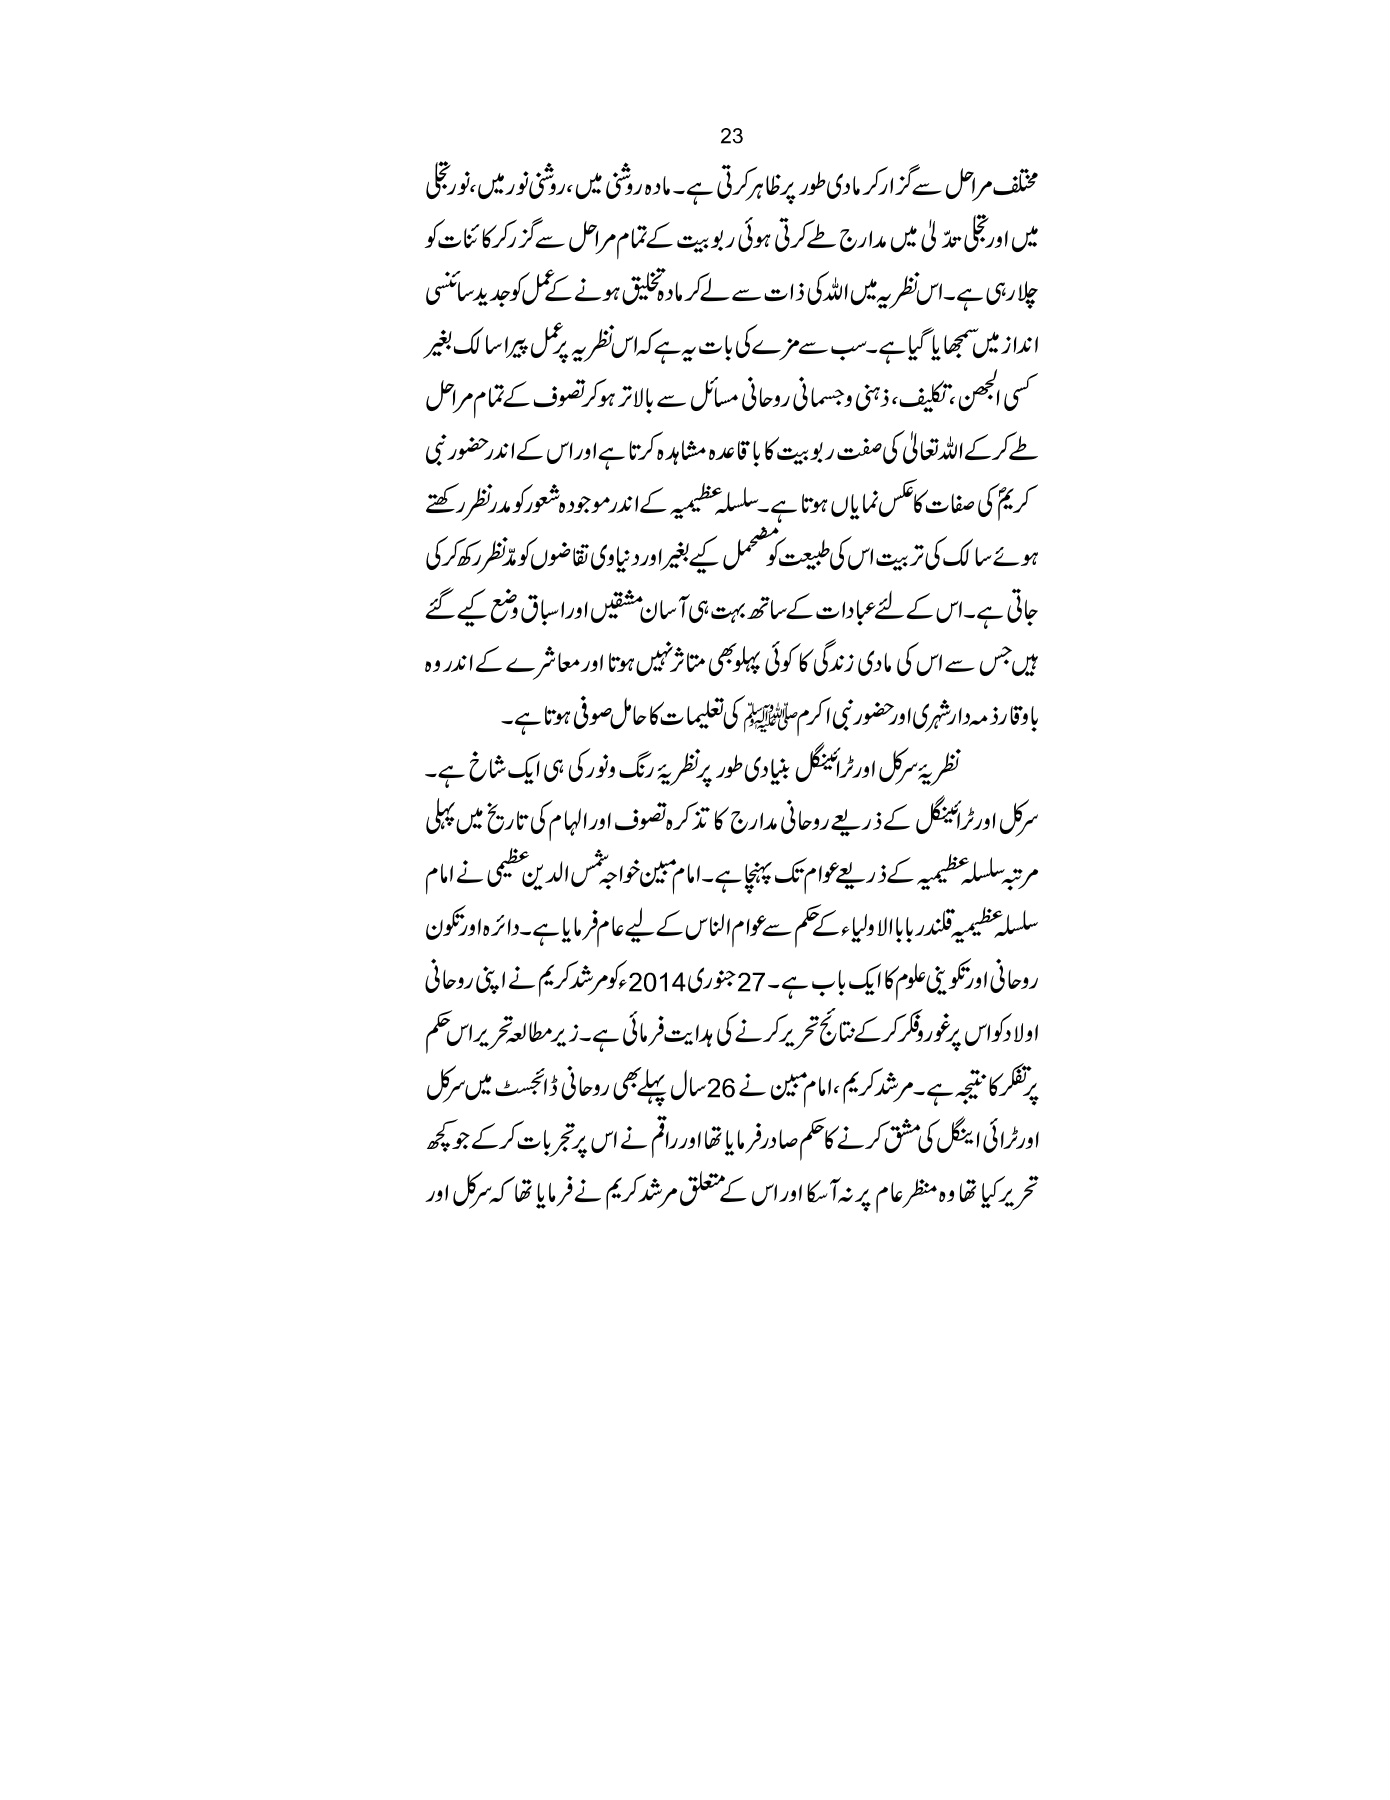 23
مختلف مراحل سے گزار کر مادی طور پر ظاہر کرتی ہے۔ مادہ روشنی میں، روشنی نور میں، نور تجلی
میں اور تجلی تدّلیٰ میں مدارج طے کرتی ہوئی ربوبیت کے تمام مراحل سے گزر کر کائنات کو
چلا رہی ہے۔ اس نظریہ میں اللہ کی ذات سے لے کر مادہ تخلیق ہونے کے عمل کو جدید سائنسی
انداز میں سمجھایا گیا ہے۔ سب سے مزے کی بات یہ ہے کہ اس نظریہ پر عمل پیرا سالک بغیر
کسی الجھن، تکلیف، ذہنی و جسمانی روحانی مسائل سے بالاتر ہو کر تصوف کے تمام مراحل
طے کر کے اللہ تعالیٰ کی صفت ربوبیت کا باقاعدہ مشاہدہ کرتا ہے اور اس کے اندر حضور نبی
کریمؐ کی صفات کا عکس نمایاں ہوتا ہے۔ سلسلہ عظیمیہ کے اندر موجودہ شعور کو مدر نظر رکھتے
ہوئے سالک کی تربیت اس کی طبیعت کو مضمحل کیے بغیر اور دنیاوی تقاضوں کو مدّ نظر رکھ کر کی
جاتی ہے۔ اس کے لئے عبادات کے ساتھ بہت ہی آسان مشقیں اور اسباق وضع کیے گئے
ہیں جس سے اس کی مادی زندگی کا کوئی پہلو بھی متاثر نہیں ہوتا اور معاشرے کے اندر وہ
باوقار ذمہ دار شہری اور حضور نبی اکرم ﷺ کی تعلیمات کا حامل صوفی ہوتا ہے۔
نظریۂ سرکل اور ٹرائینگل بنیادی طور پر نظریۂ رنگ و نور کی ہی ایک شاخ ہے۔
سرکل اور ٹرائینگل کے ذریعے روحانی مدارج کا تذکرہ تصوف اور الہام کی تاریخ میں پہلی
مرتبہ سلسلہ عظیمیہ کے ذریعے عوام تک پہنچا ہے۔ امام مبین خواجہ شمس الدین عظیمی نے امام
سلسلہ عظیمیہ قلندر بابا الاولیاء کے حکم سے عوام الناس کے لیے عام فرمایا ہے۔ دائرہ اور تکون
روحانی اور تکوینی علوم کا ایک باب ہے۔ 27 جنوری 2014ء کو مرشد کریم نے اپنی روحانی
اولاد کو اس پر غور و فکر کر کے نتائج تحریر کرنے کی ہدایت فرمائی ہے۔ زیر مطالعہ تحریر اس حکم
پر تفکر کا نتیجہ ہے۔ مرشد کریم، امام مبین نے 26 سال پہلے بھی روحانی ڈائجسٹ میں سرکل
اور ٹرائی اینگل کی مشق کرنے کا حکم صادر فرمایا تھا اور راقم نے اس پر تجربات کر کے جو کچھ
تحریر کیا تھا وہ منظر عام پر نہ آ سکا اور اس کے متعلق مرشد کریم نے فرمایا تھا کہ سرکل اور